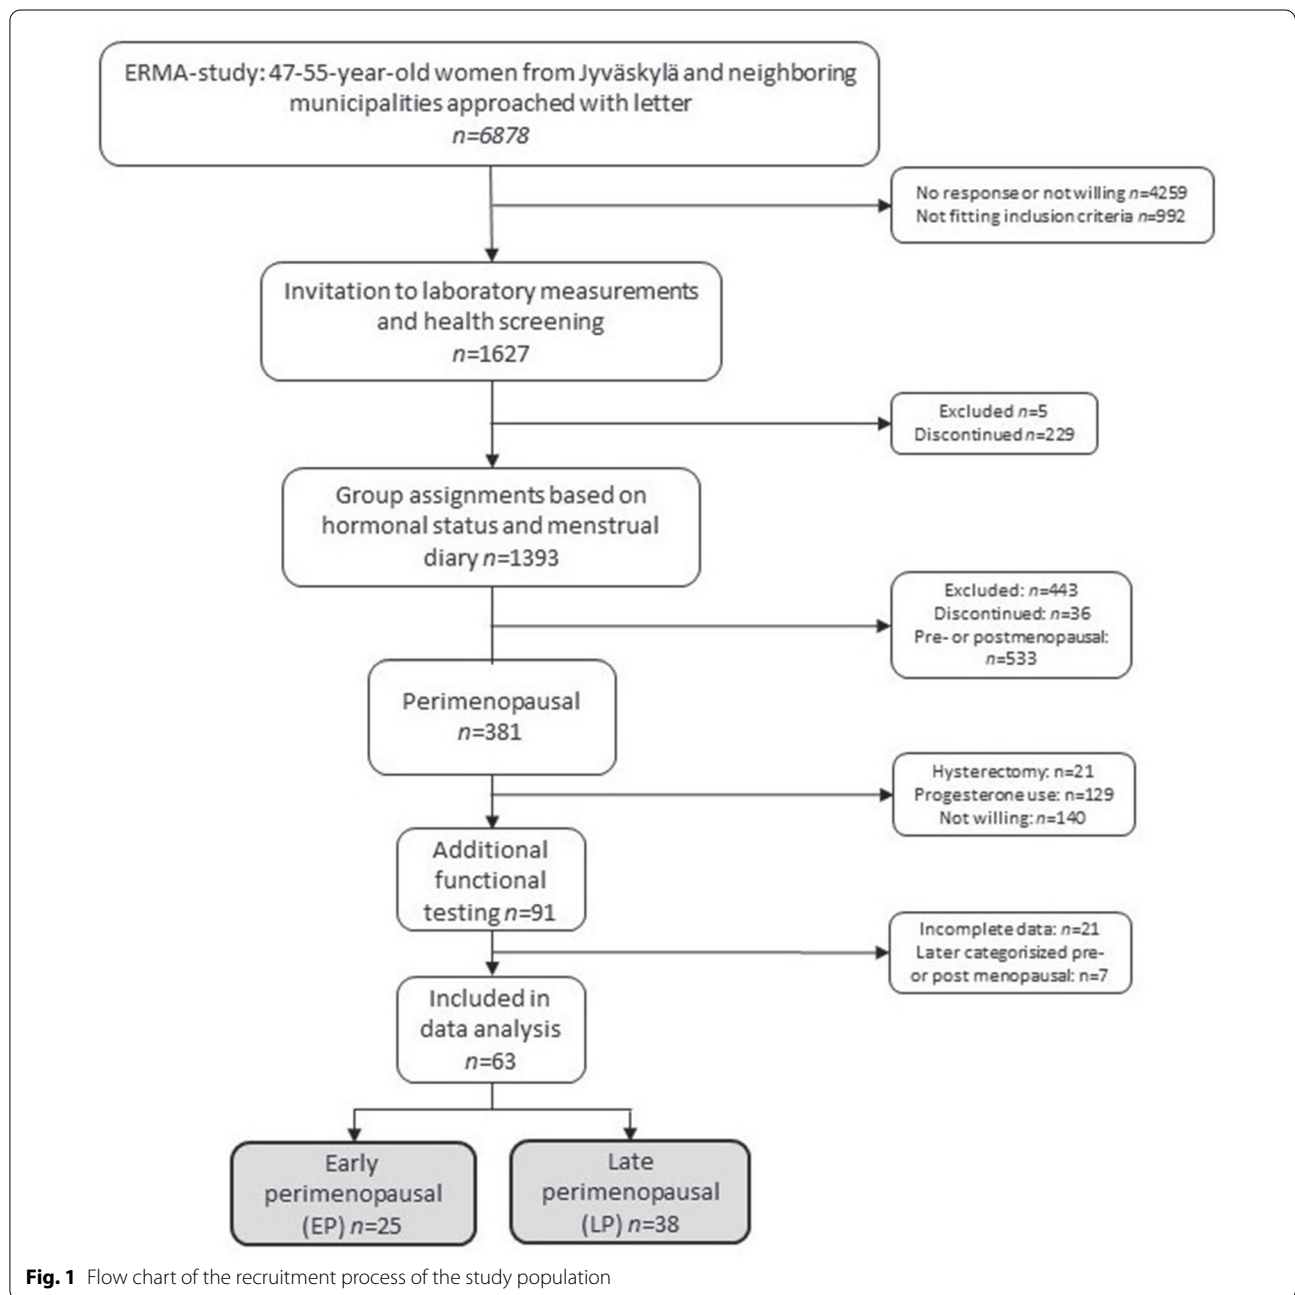 ERMA-study: 47-55-year-old women from Jyväskylä and neighboring
municipalities approached with letter
n=6878
No response or not willing n=4259
Not fitting inclusion criteria n=992
Invitation to laboratory measurements
and health screening
n=1627
Excluded n=5
Discontinued n=229
Group assignments based on
hormonal status and menstrual
diary n=1393
Excluded: n=443
Discontinued: n=36
Pre- or postmenopausal:
n=533
Perimenopausal
n=381
Hysterectomy: n=21
Progesterone use: n=129
Not willing: n=140
Additional
functional
testing n=91
Incomplete data: n=21
Later categorisized pre-
or post menopausal: n=7
Included in
data analysis
n=63
Early
perimenopausal
(EP) n=25
Late
perimenopausal
(LP) n=38
Fig. 1 Flow chart of the recruitment process of the study population